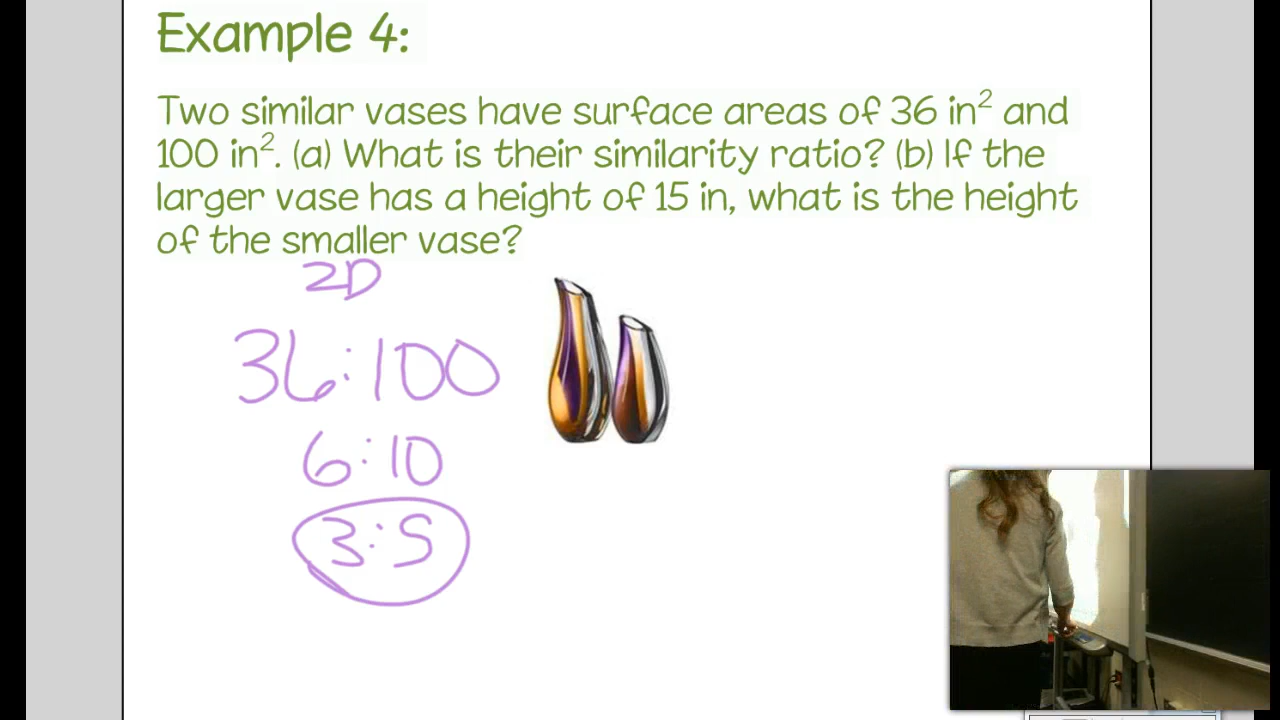 Example 4:
Two similar vases have surface areas of 36 in² and
100 in². (a) What is their similarity ratio? (b) If the
larger vase has a height of 15 in, what is the height
of the smaller vase?
2D
36:100
6:10
3:5